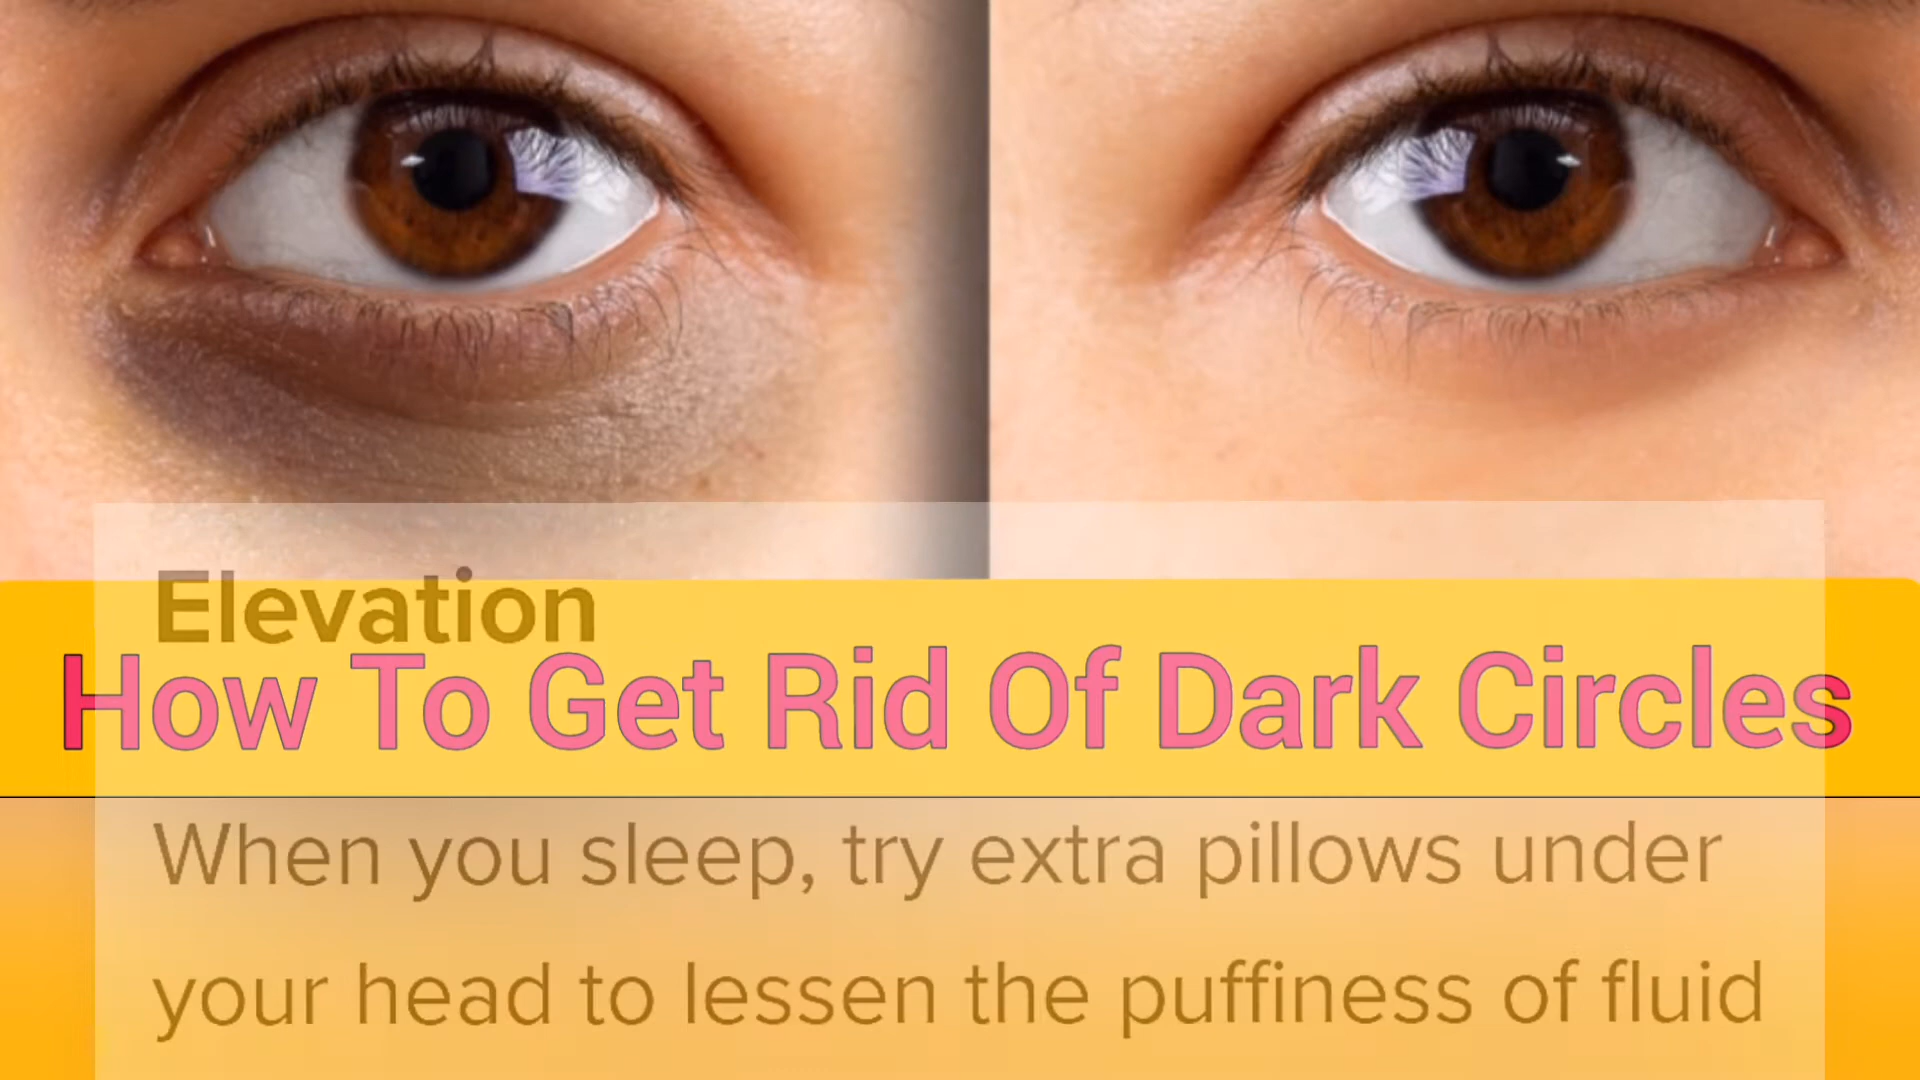 Elevation
How To Get Rid Of Dark Circles
When you sleep, try extra pillows under
your head to lessen the puffiness of fluid